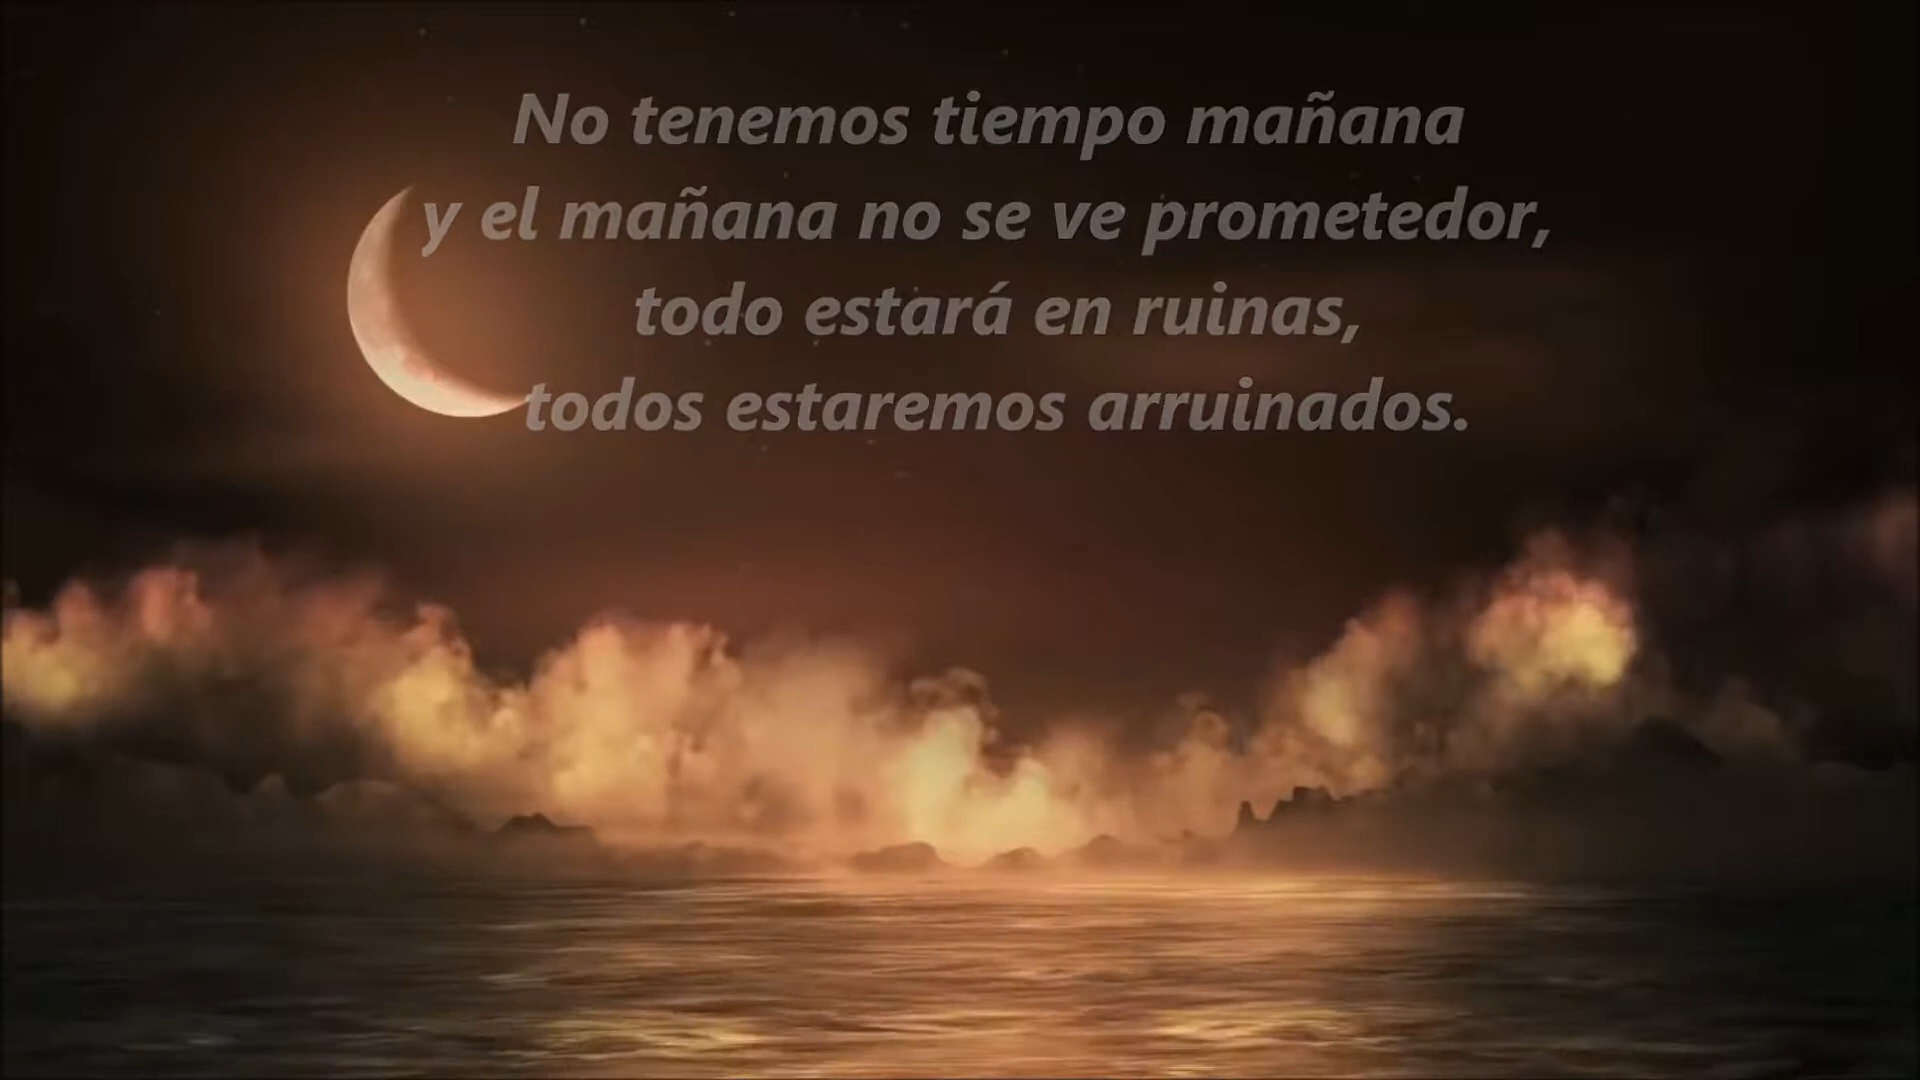 No tenemos tiempo mañana
y el mañana no se ve prometedor,
todo estará en ruinas,
todos estaremos arruinados.